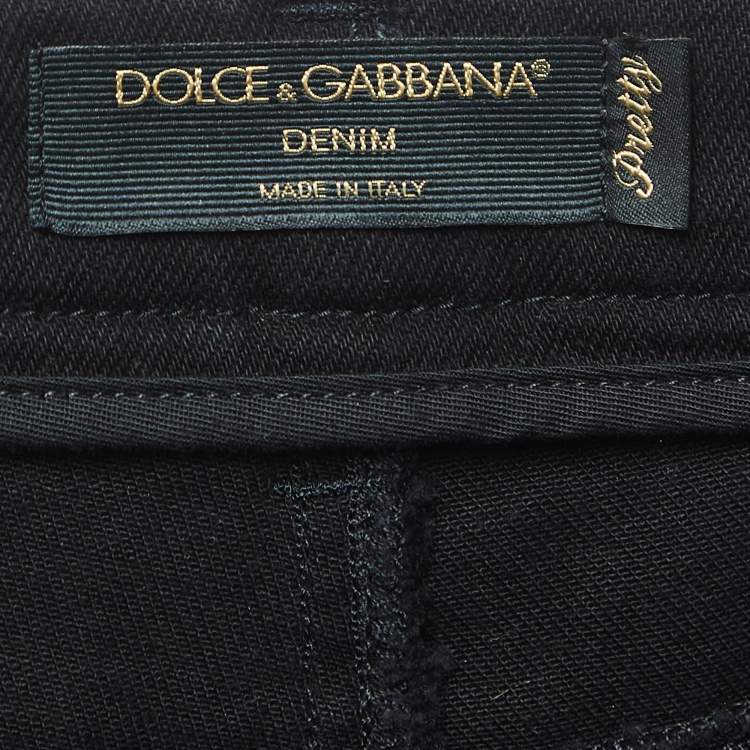 DOLCE & GABBANA®
DENIM
MADE IN ITALY
Pretty